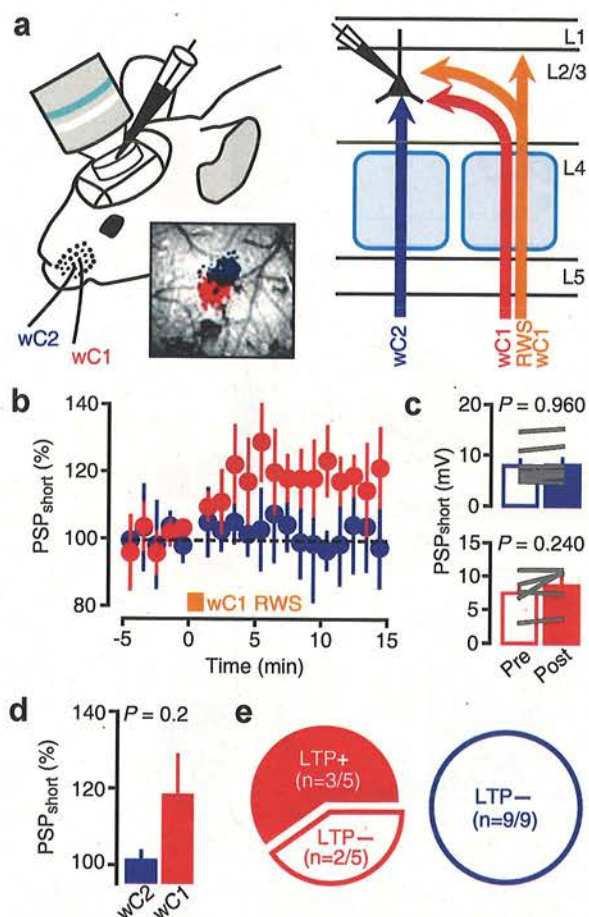 a
L1
L2/3
L4
L5
wC2
wC1
wC2
wC1
RWS
wC1
b
PSPshort (%)
140
120
100
80
wC1 RWS
-5 0 5 10 15
Time (min)
c
PSPshort (mV)
P = 0.960
20
10
0
P = 0.240
15
10
5
0
Pre Post
d
PSPshort (%)
140
120
100
P = 0.2
wC2 wC1
e
LTP+
(n=3/5)
LTP−
(n=2/5)
LTP−
(n=9/9)